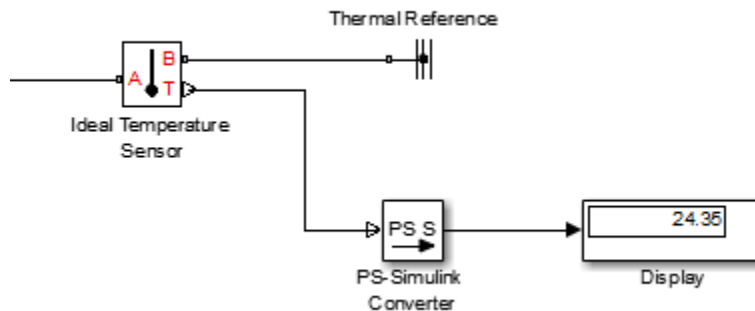 Thermal Reference
B
A
T
Ideal Temperature
Sensor
PS S
24.35
PS-Simulink
Converter
Display